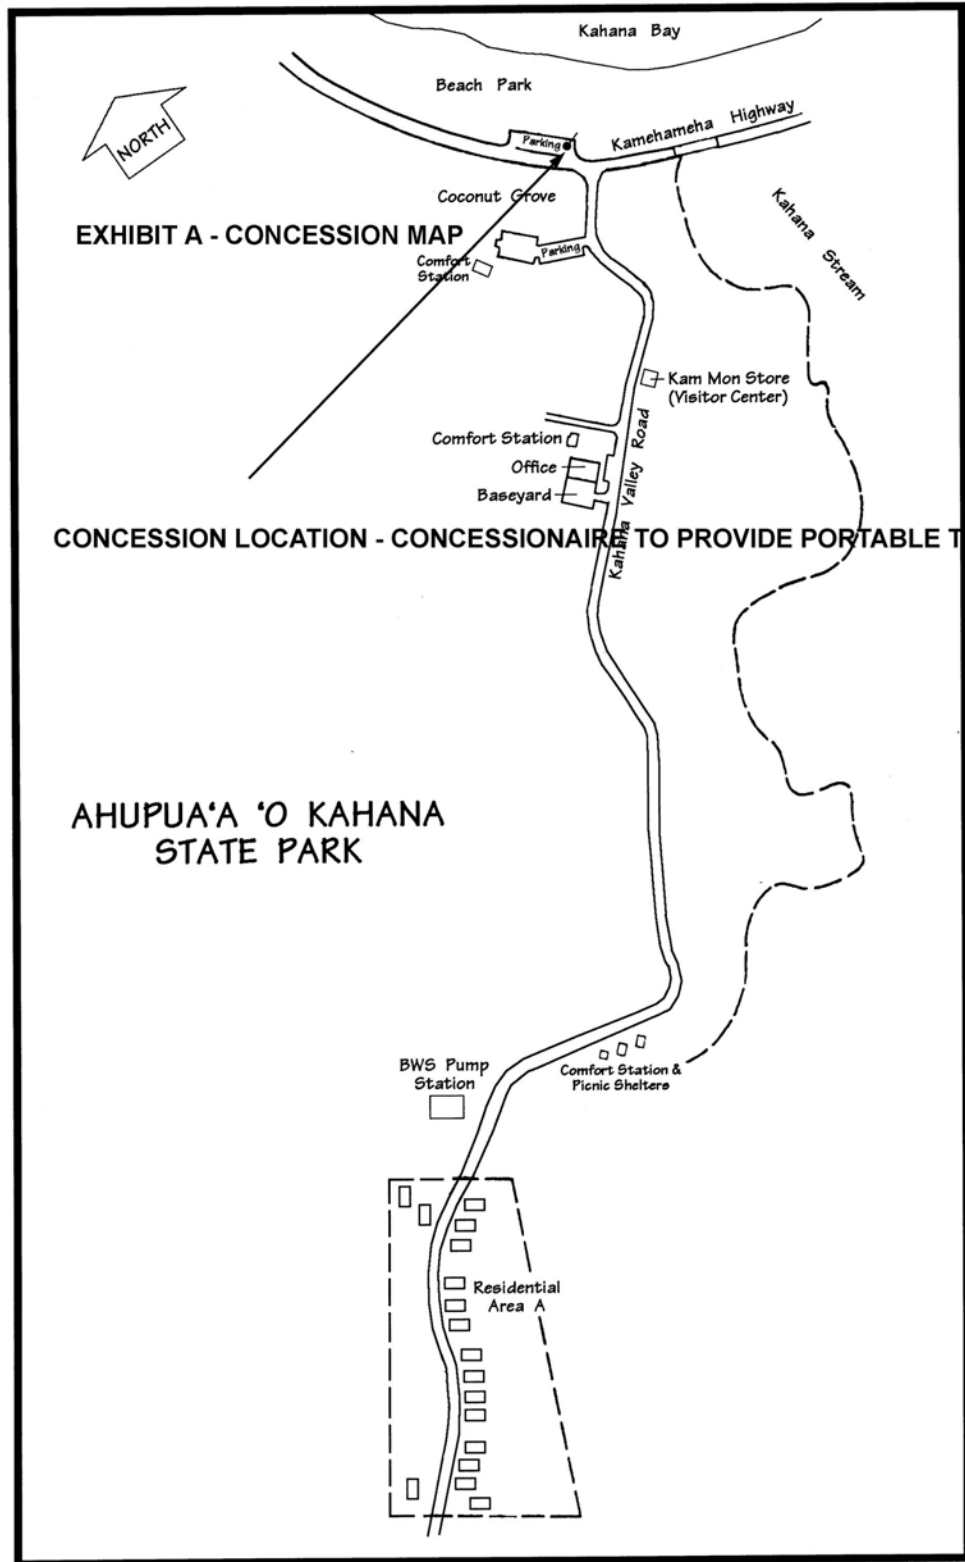 Kahana Bay
Beach Park
NORTH
Parking
Kamehameha Highway
Coconut Grove
Kahana Stream
EXHIBIT A - CONCESSION MAP
Parking
Comfort
Station
Kam Mon Store
(Visitor Center)
Comfort Station
Office
Baseyard
Kahana Valley Road
CONCESSION LOCATION - CONCESSIONAIRE TO PROVIDE PORTABLE T
AHUPUA‘A ‘O KAHANA
STATE PARK
BWS Pump
Station
Comfort Station &
Picnic Shelters
Residential
Area A